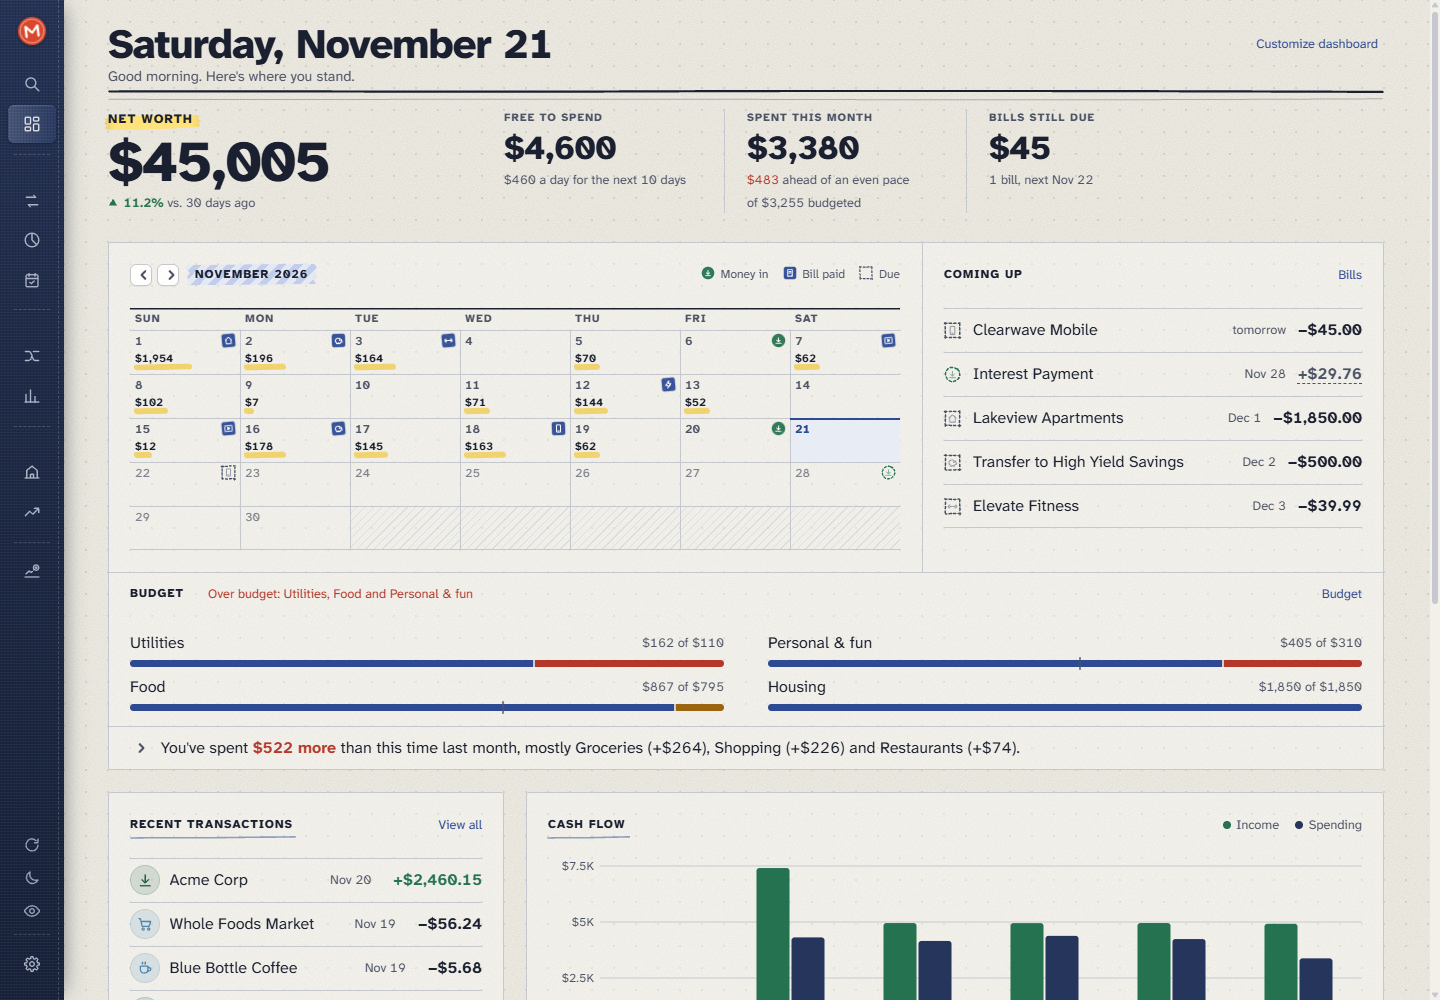 M
Saturday, November 21
Customize dashboard
Good morning. Here's where you stand.
NET WORTH
$45,005
▲ 11.2% vs. 30 days ago
FREE TO SPEND
$4,600
$460 a day for the next 10 days
SPENT THIS MONTH
$3,380
$483 ahead of an even pace
of $3,255 budgeted
BILLS STILL DUE
$45
1 bill, next Nov 22
NOVEMBER 2026
Money in Bill paid Due
SUN MON TUE WED THU FRI SAT
1 2 3 4 5 6 7
$1,954 $196 $164 $70 $62
8 9 10 11 12 13 14
$102 $7 $71 $144 $52
15 16 17 18 19 20 21
$12 $178 $145 $163 $62
22 23 24 25 26 27 28
29 30
COMING UP Bills
Clearwave Mobile tomorrow –$45.00
Interest Payment Nov 28 +$29.76
Lakeview Apartments Dec 1 –$1,850.00
Transfer to High Yield Savings Dec 2 –$500.00
Elevate Fitness Dec 3 –$39.99
BUDGET Over budget: Utilities, Food and Personal & fun Budget
Utilities $162 of $110
Personal & fun $405 of $310
Food $867 of $795
Housing $1,850 of $1,850
You've spent $522 more than this time last month, mostly Groceries (+$264), Shopping (+$226) and Restaurants (+$74).
RECENT TRANSACTIONS View all
Acme Corp Nov 20 +$2,460.15
Whole Foods Market Nov 19 –$56.24
Blue Bottle Coffee Nov 19 –$5.68
CASH FLOW Income Spending
$7.5K
$5K
$2.5K